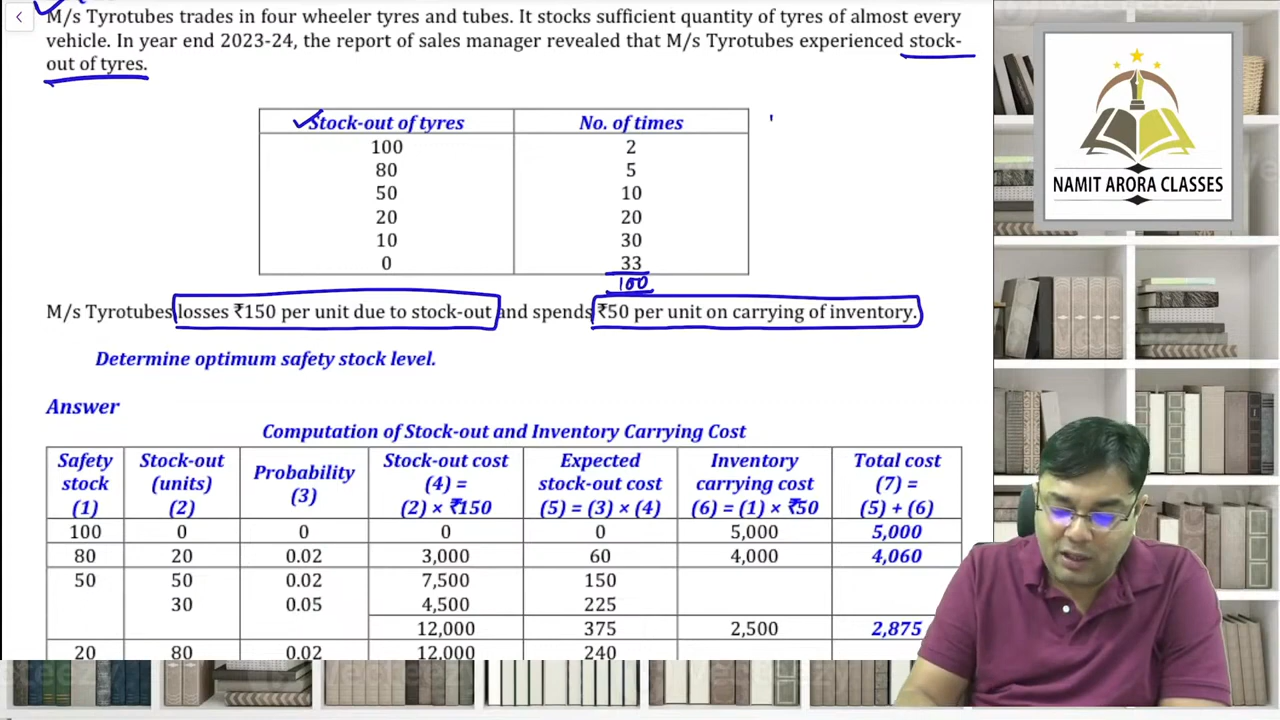 M/s Tyrotubes trades in four wheeler tyres and tubes. It stocks sufficient quantity of tyres of almost every
vehicle. In year end 2023-24, the report of sales manager revealed that M/s Tyrotubes experienced stock-
out of tyres.
Stock-out of tyres No. of times
100 2
80 5
50 10
20 20
10 30
0 33
100
M/s Tyrotubes losses ₹150 per unit due to stock-out and spends ₹50 per unit on carrying of inventory.
Determine optimum safety stock level.
Answer
Computation of Stock-out and Inventory Carrying Cost
Safety stock (1) Stock-out (units) (2) Probability (3) Stock-out cost (4) = (2) × ₹150 Expected stock-out cost (5) = (3) × (4) Inventory carrying cost (6) = (1) × ₹50 Total cost (7) = (5) + (6)
100 0 0 0 0 5,000 5,000
80 20 0.02 3,000 60 4,000 4,060
50 50 0.02 7,500 150
30 0.05 4,500 225
12,000 375 2,500 2,875
20 80 0.02 12,000 240
NAMIT ARORA CLASSES